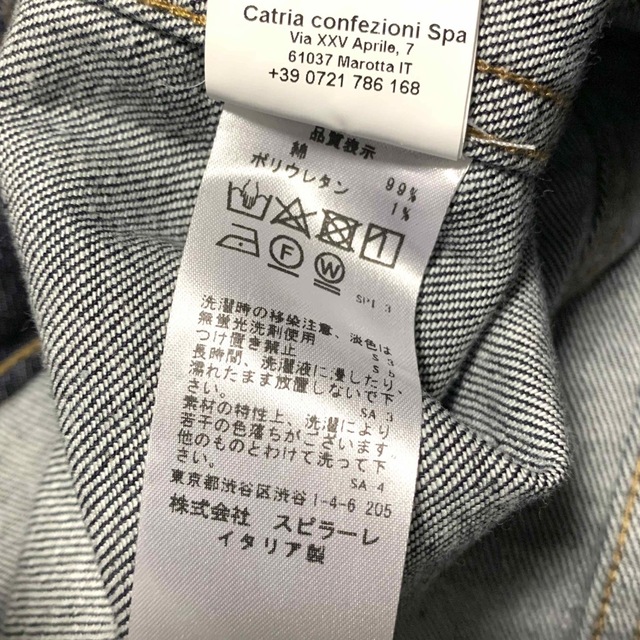 Catria confezioni Spa
Via XXV Aprile, 7
61037 Marotta IT
+39 0721 786 168
品質表示
綿 99%
ポリウレタン 1%
F W
SPI 3
洗濯時の移染注意、淡色は
無蛍光洗剤使用 S 3
つけ置き禁止 S
長時間、洗濯液に浸したり、
濡れたまま放置しないで下
さい。 SA 3
素材の特性上、洗濯により
若干の色落ちがございます
他のものとわけて洗って下
さい。 SA-4
東京都渋谷区渋谷1-4-6 205
株式会社 スピラーレ
イタリア製